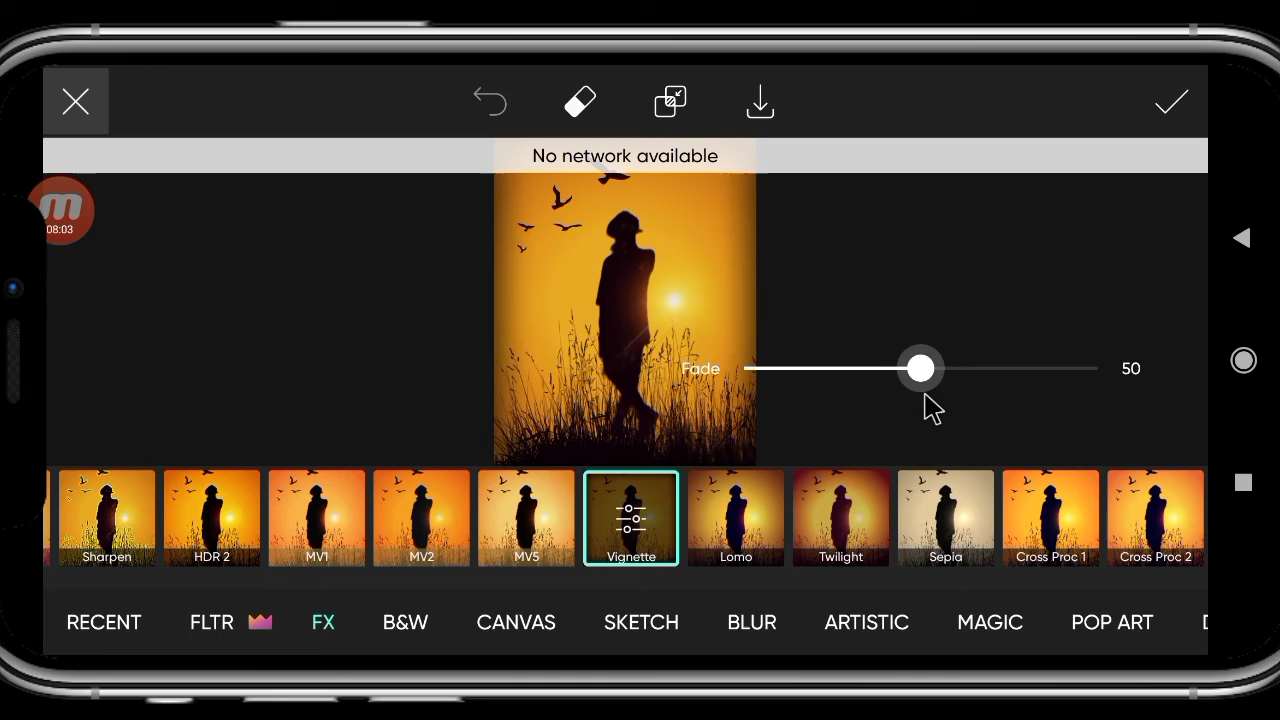 No network available
m
08:03
Fade
50
Sharpen
HDR 2
MV1
MV2
MV5
Vignette
Lomo
Twilight
Sepia
Cross Proc 1
Cross Proc 2
RECENT
FLTR
FX
B&W
CANVAS
SKETCH
BLUR
ARTISTIC
MAGIC
POP ART